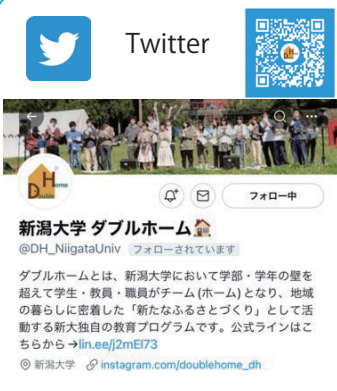 Twitter
D Home
Double
フォロー中
新潟大学 ダブルホーム🏠
@DH_NiigataUniv フォローされています
ダブルホームとは、新潟大学において学部・学年の壁を
超えて学生・教員・職員がチーム(ホーム)となり、地域
の暮らしに密着した「新たなふるさとづくり」として活
動する新大独自の教育プログラムです。公式ラインはこ
ちらから→lin.ee/j2mEl73
新潟大学 instagram.com/doublehome_dh